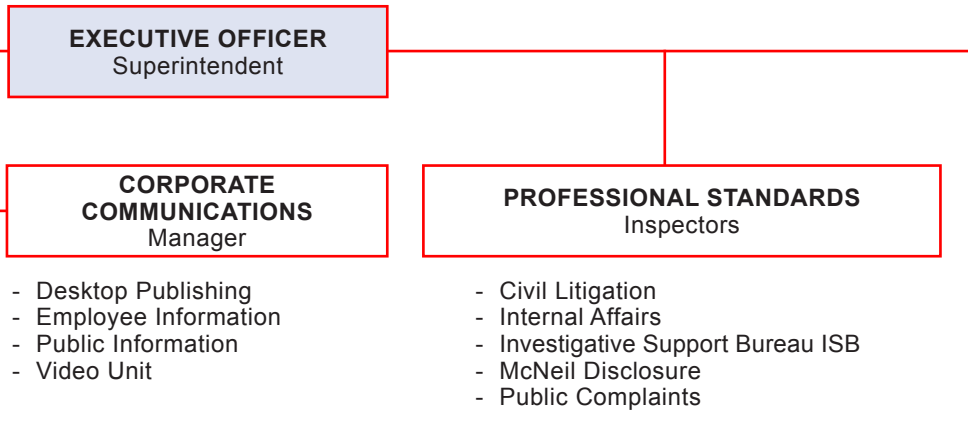 EXECUTIVE OFFICER
Superintendent
CORPORATE
COMMUNICATIONS
Manager
- Desktop Publishing
- Employee Information
- Public Information
- Video Unit
PROFESSIONAL STANDARDS
Inspectors
- Civil Litigation
- Internal Affairs
- Investigative Support Bureau ISB
- McNeil Disclosure
- Public Complaints